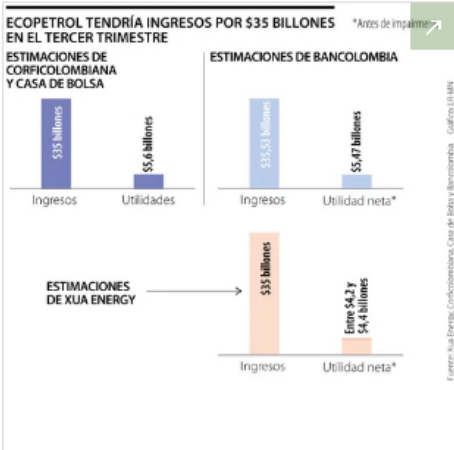 ECOPETROL TENDRÍA INGRESOS POR $35 BILLONES
EN EL TERCER TRIMESTRE
*Antes de
ESTIMACIONES DE
CORFICOLOMBIANA
Y CASA DE BOLSA
$35 billones
$5,6 billones
Ingresos
Utilidades
ESTIMACIONES DE BANCOLOMBIA
$35,53 billones
$5,47 billones
Ingresos
Utilidad neta*
ESTIMACIONES
DE XUA ENERGY
$35 billones
Entre $4,2 y
$4,4 billones
Ingresos
Utilidad neta*
Fuente: Xua Energy, Corficolombiana, Casa de Bolsa y Bancolombia Gráfico: LR-MN